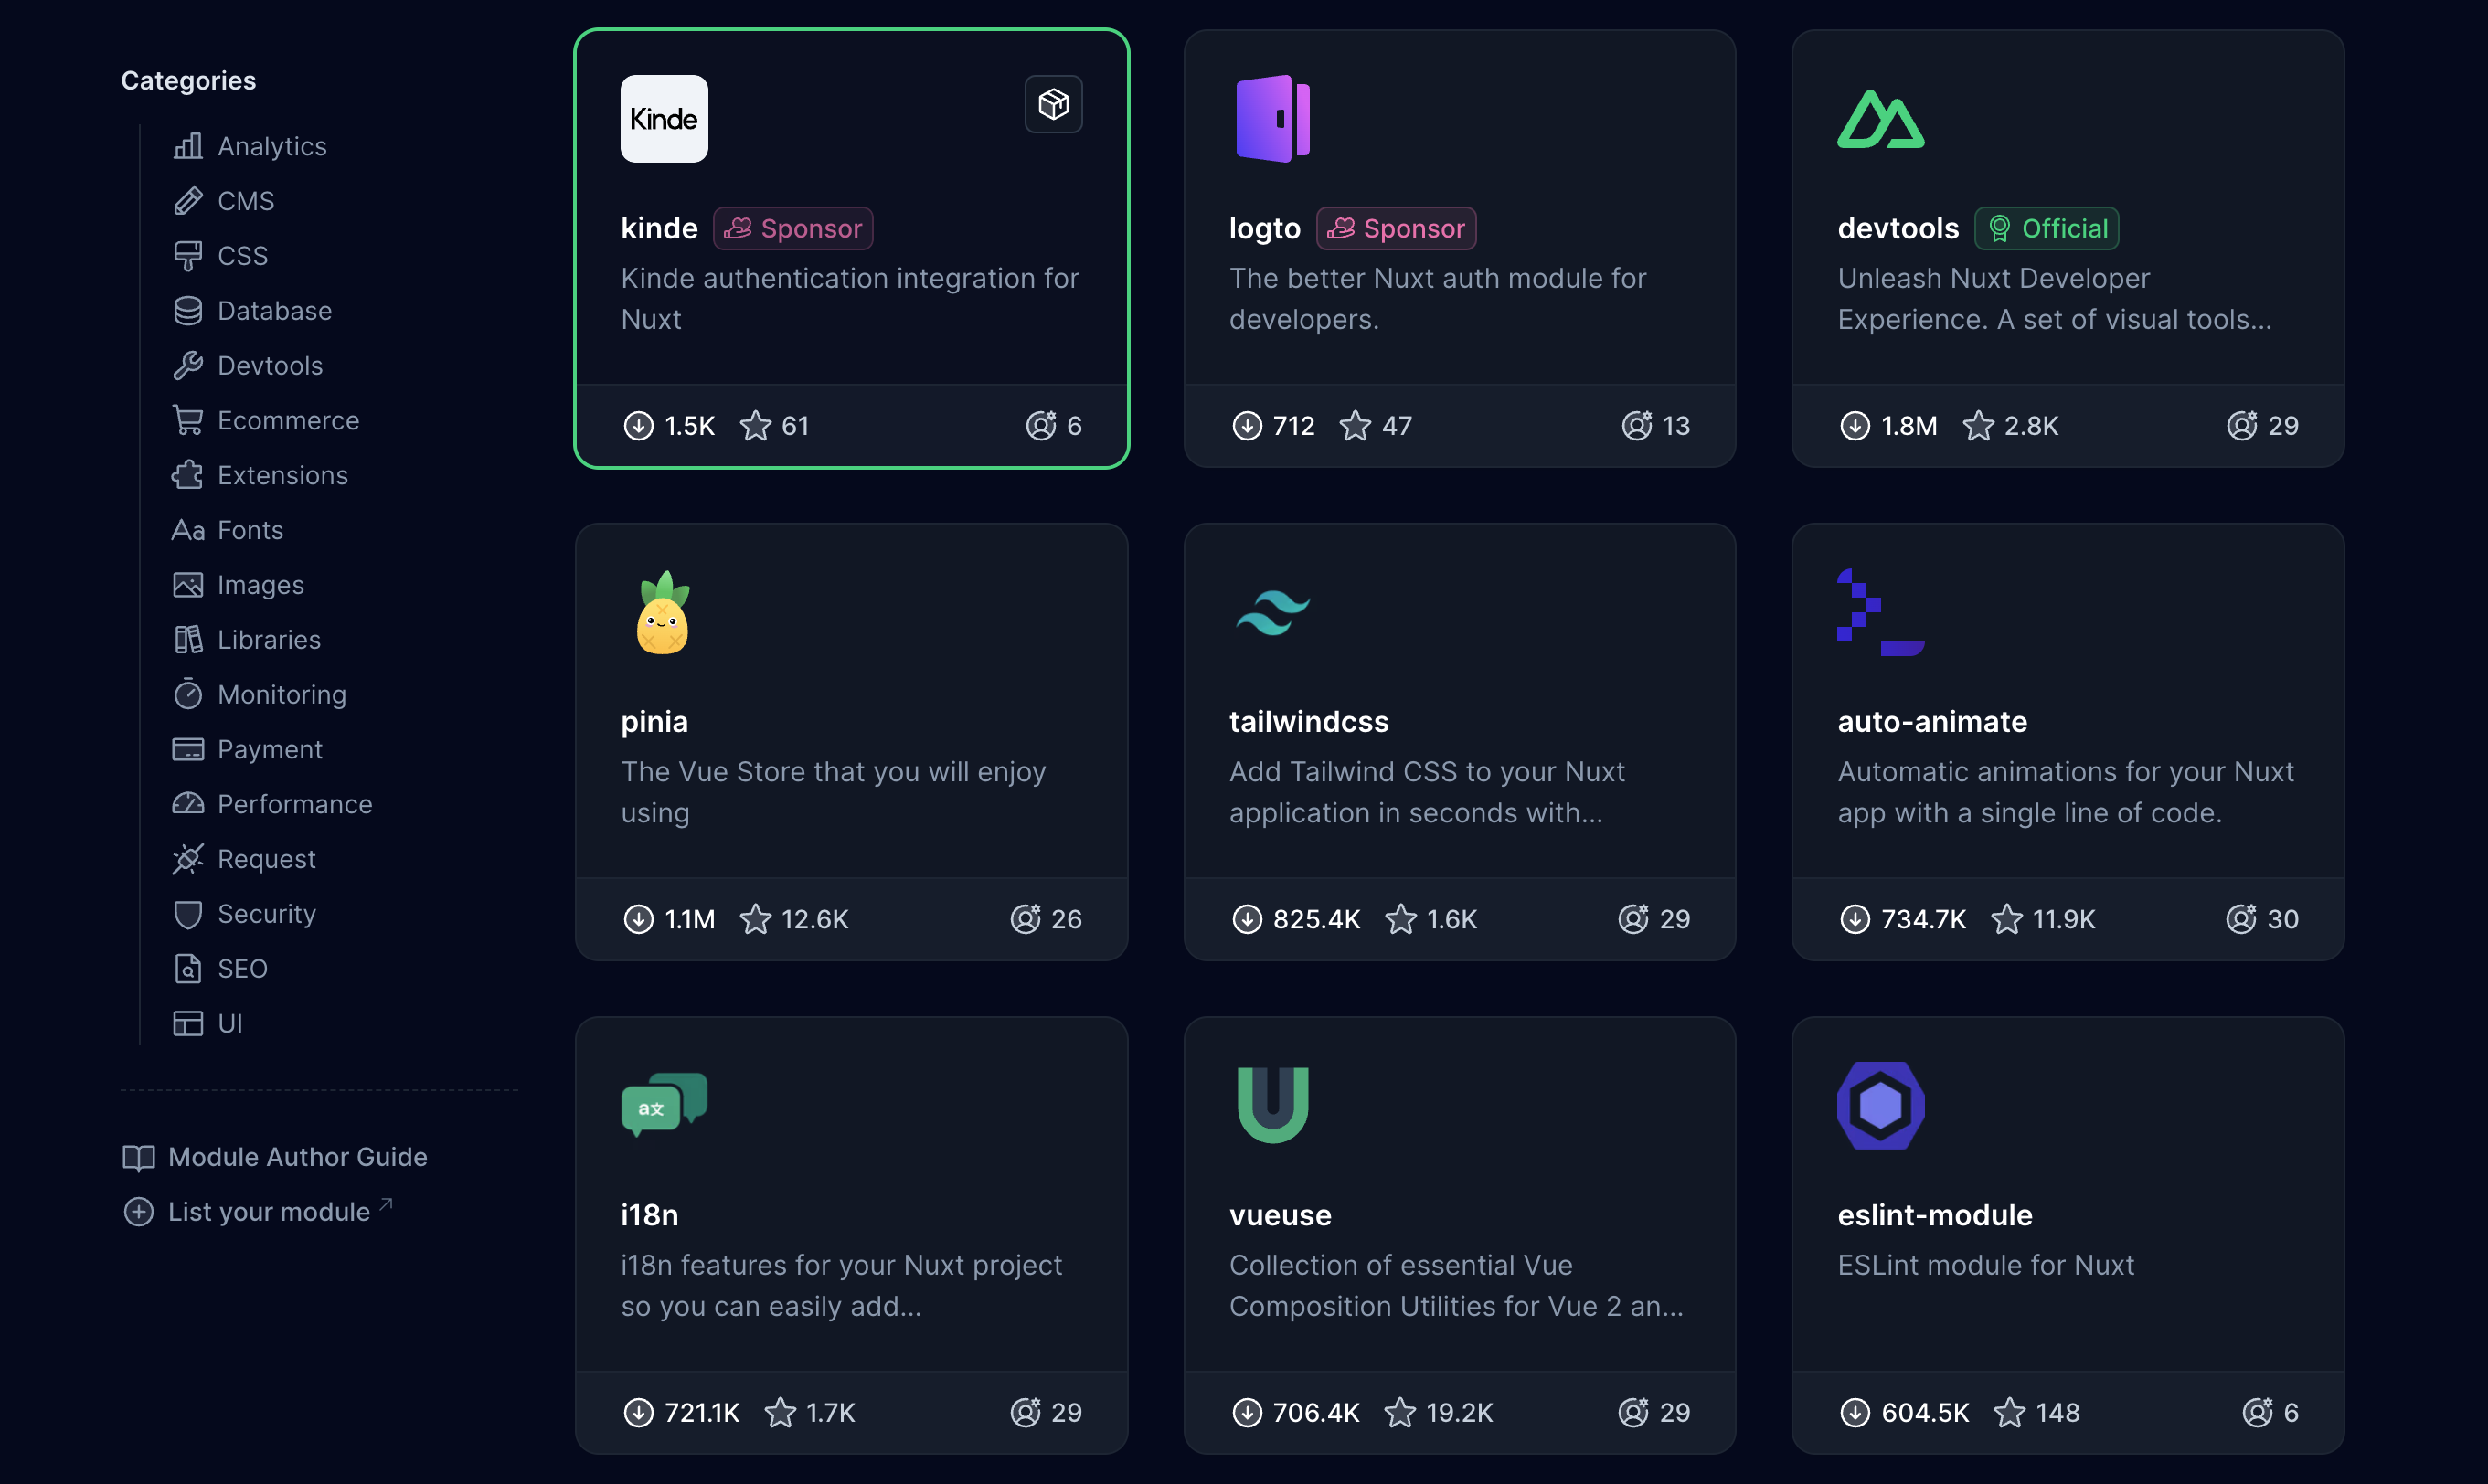 Categories
Analytics
CMS
CSS
Database
Devtools
Ecommerce
Extensions
Fonts
Images
Libraries
Monitoring
Payment
Performance
Request
Security
SEO
UI
Module Author Guide
List your module
Kinde
kinde Sponsor
Kinde authentication integration for
Nuxt
1.5K 61 6
logto Sponsor
The better Nuxt auth module for
developers.
712 47 13
devtools Official
Unleash Nuxt Developer
Experience. A set of visual tools...
1.8M 2.8K 29
pinia
The Vue Store that you will enjoy
using
1.1M 12.6K 26
tailwindcss
Add Tailwind CSS to your Nuxt
application in seconds with...
825.4K 1.6K 29
auto-animate
Automatic animations for your Nuxt
app with a single line of code.
734.7K 11.9K 30
a文
i18n
i18n features for your Nuxt project
so you can easily add...
721.1K 1.7K 29
vueuse
Collection of essential Vue
Composition Utilities for Vue 2 an...
706.4K 19.2K 29
eslint-module
ESLint module for Nuxt
604.5K 148 6